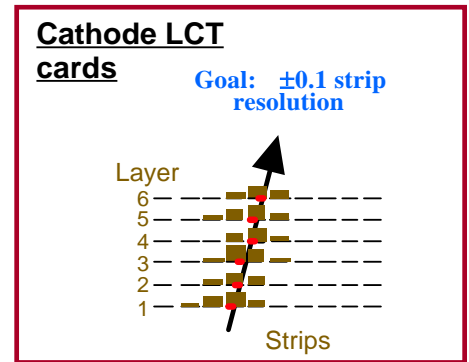 Cathode LCT
cards
Goal: ±0.1 strip
resolution
Layer
6
5
4
3
2
1
Strips